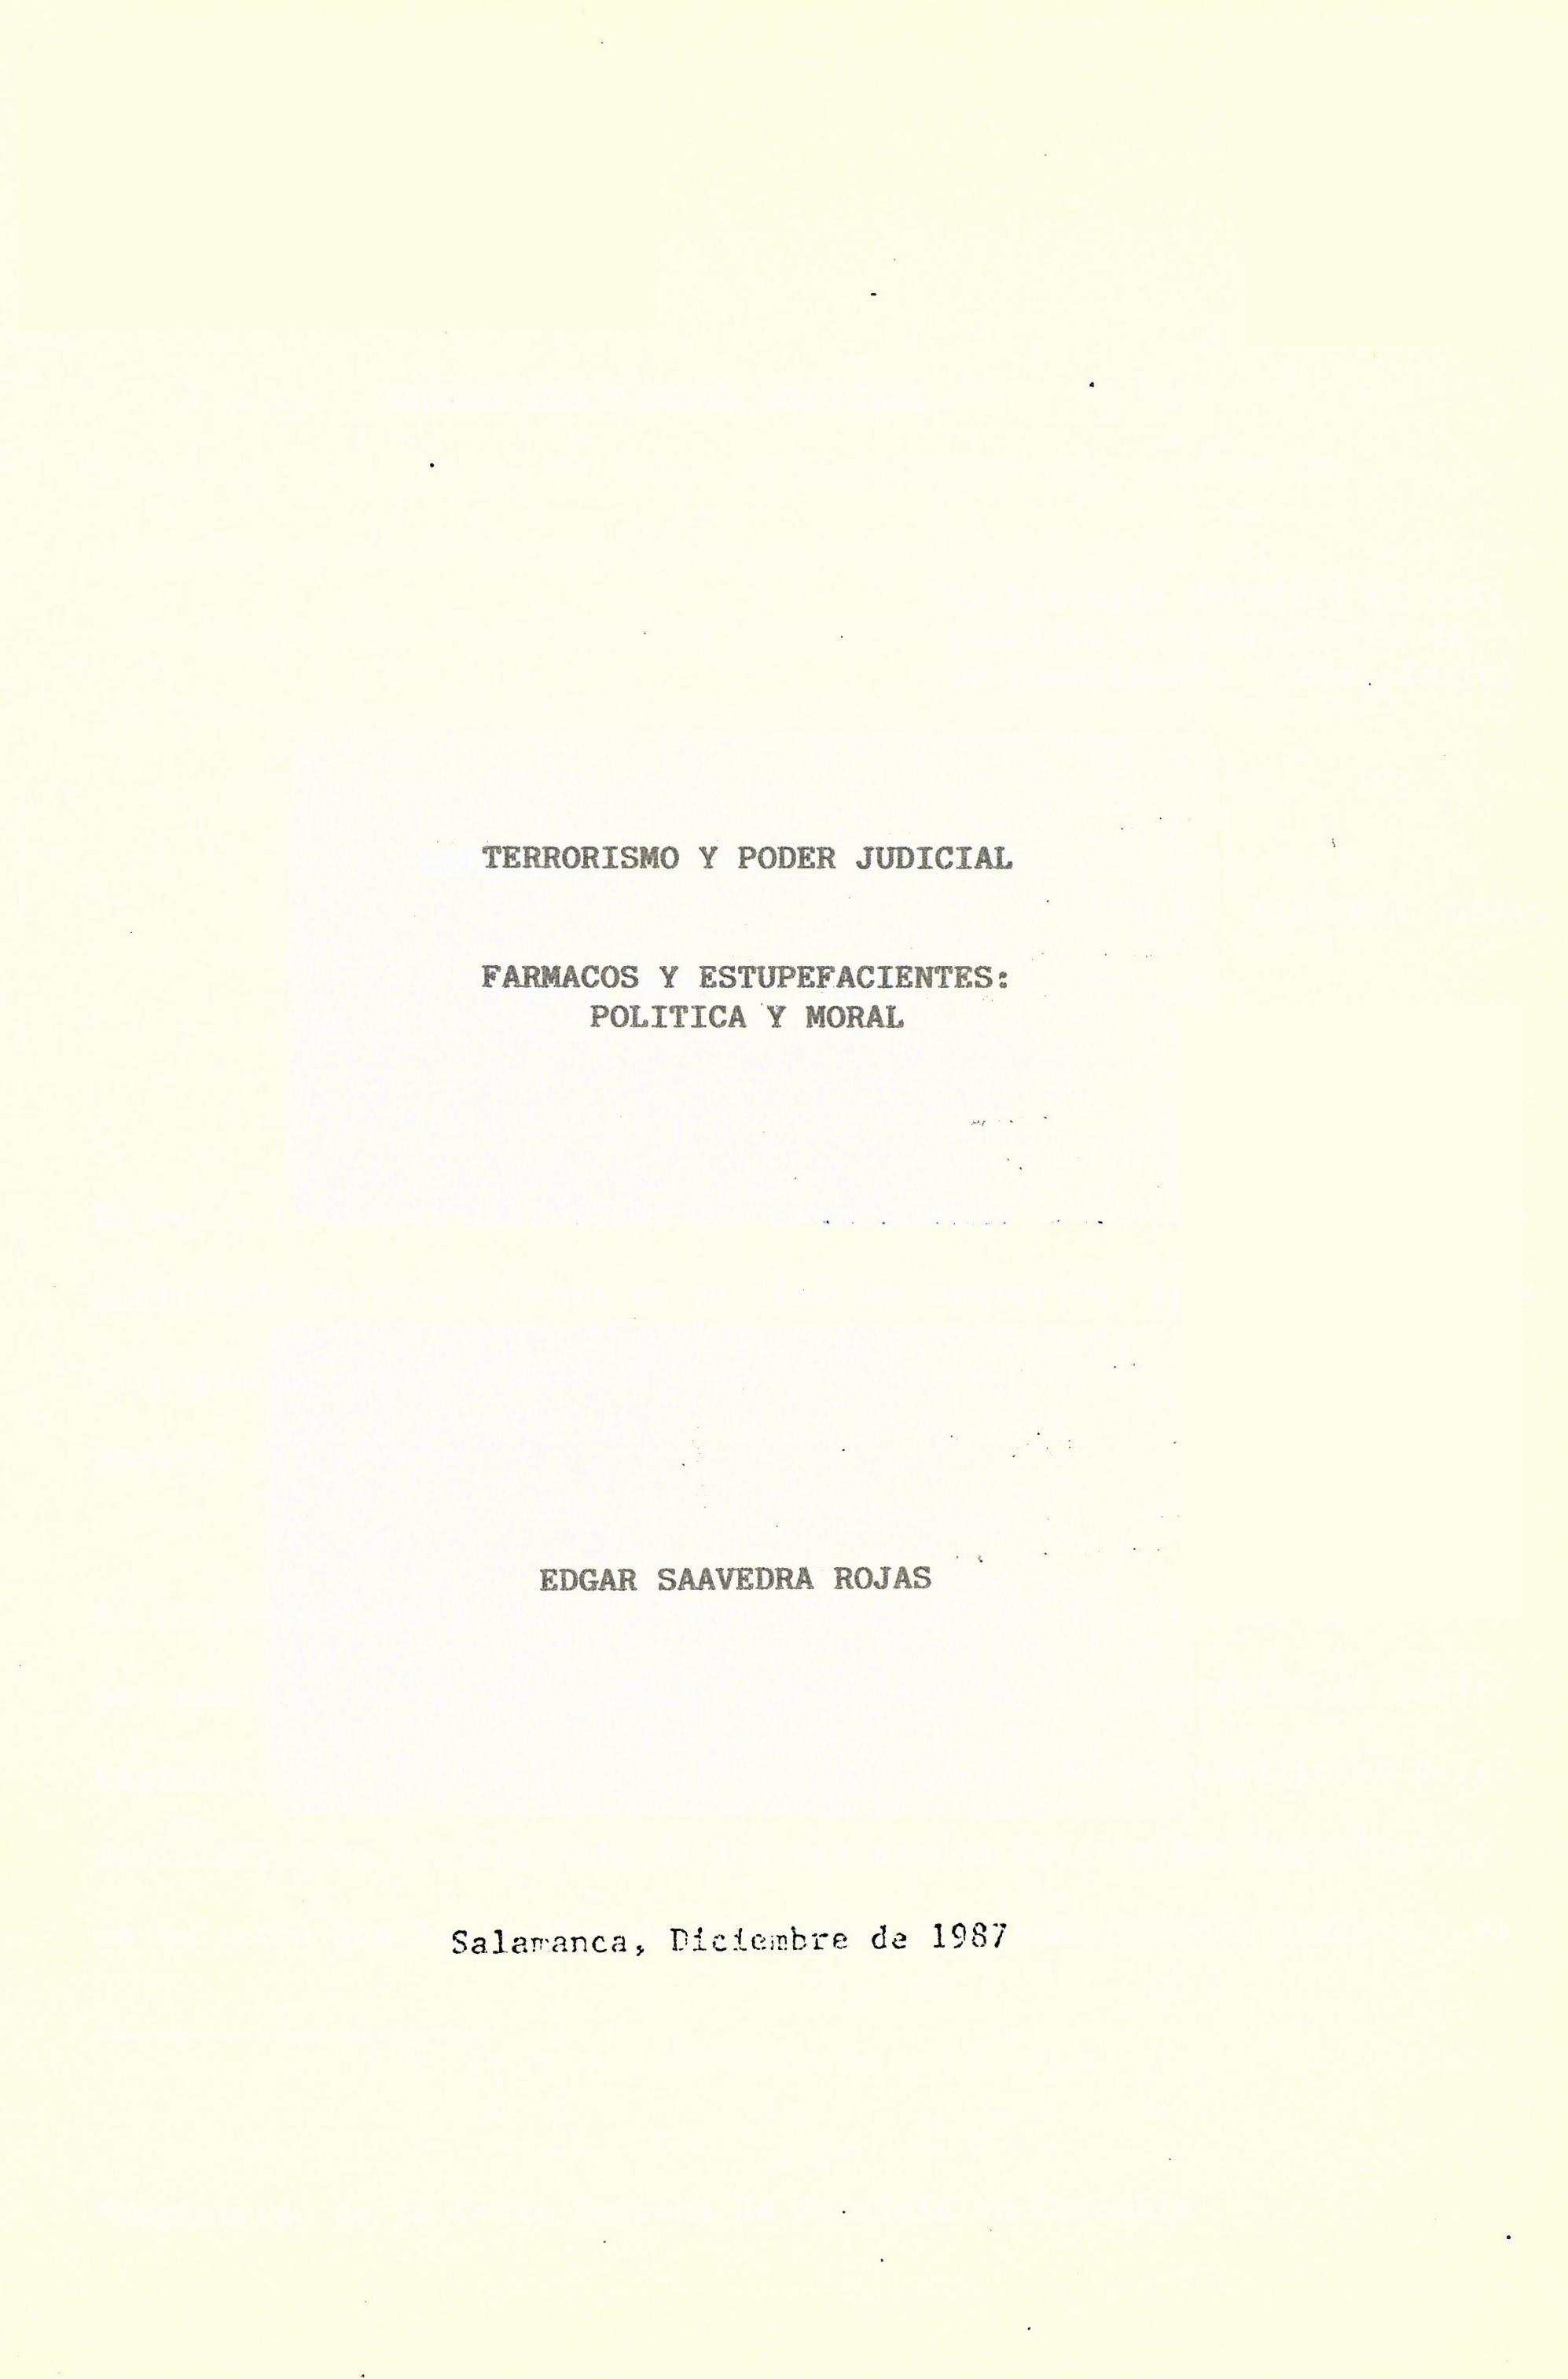 TERRORISMO Y PODER JUDICIAL
FARMACOS Y ESTUPEFACIENTES:
POLITICA Y MORAL
EDGAR SAAVEDRA ROJAS
Salamanca, Diciembre de 1987